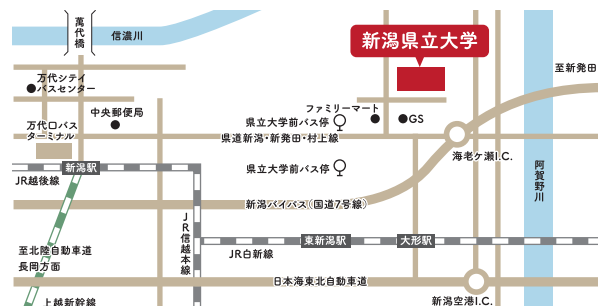 萬代橋
信濃川
新潟県立大学
至新発田
万代シテイ
バスセンター
中央郵便局
ファミリーマート
県立大学前バス停
GS
万代口バス
ターミナル
県道新潟・新発田・村上線
海老ケ瀬I.C.
新潟駅
県立大学前バス停
阿賀野川
JR越後線
新潟バイパス(国道7号線)
JR信越本線
東新潟駅
大形駅
至北陸自動車道
長岡方面
JR白新線
日本海東北自動車道
上越新幹線
新潟空港I.C.